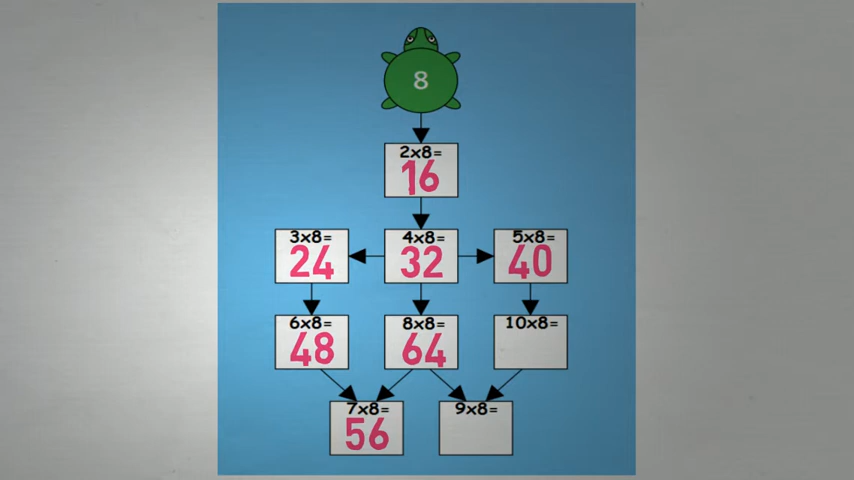 8
2x8=
16
3x8= 4x8= 5x8=
24 32 40
6x8= 8x8= 10x8=
48 64
7x8= 9x8=
56